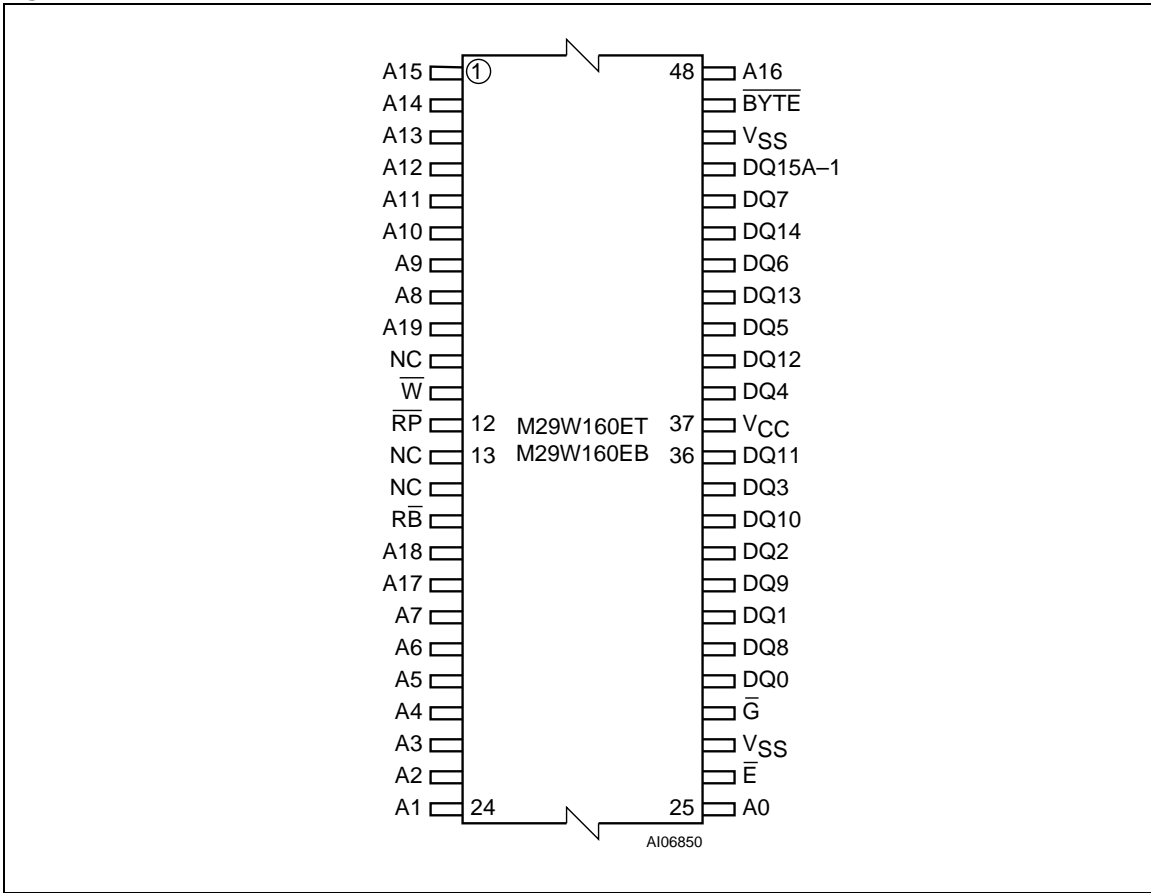 A15 ① 48 A16
A14 B̅Y̅T̅E̅
A13 VSS
A12 DQ15A–1
A11 DQ7
A10 DQ14
A9 DQ6
A8 DQ13
A19 DQ5
NC DQ12
W̅ DQ4
R̅P̅ 12 M29W160ET 37 VCC
NC 13 M29W160EB 36 DQ11
NC DQ3
RB̅ DQ10
A18 DQ2
A17 DQ9
A7 DQ1
A6 DQ8
A5 DQ0
A4 G̅
A3 VSS
A2 E̅
A1 24 25 A0
AI06850